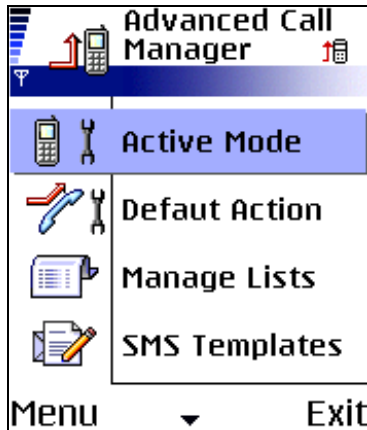 Advanced Call
Manager
Active Mode
Defaut Action
Manage Lists
SMS Templates
Menu Exit